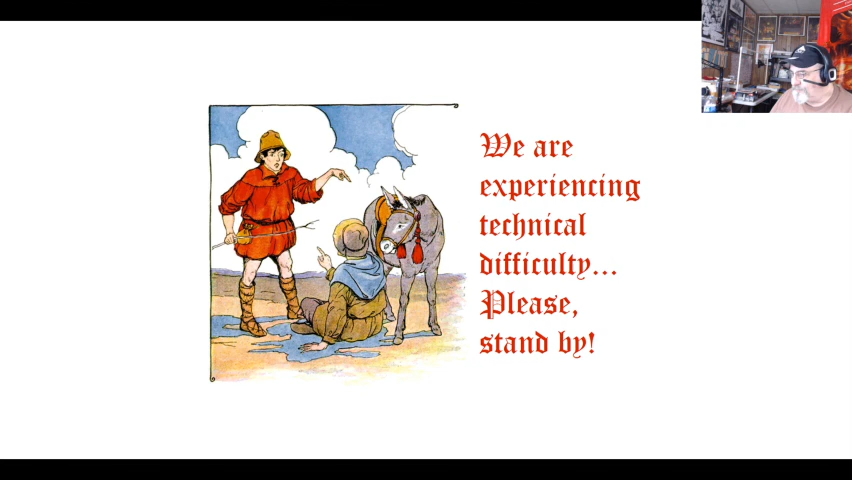 We are
experiencing
technical
difficulty...
Please,
stand by!